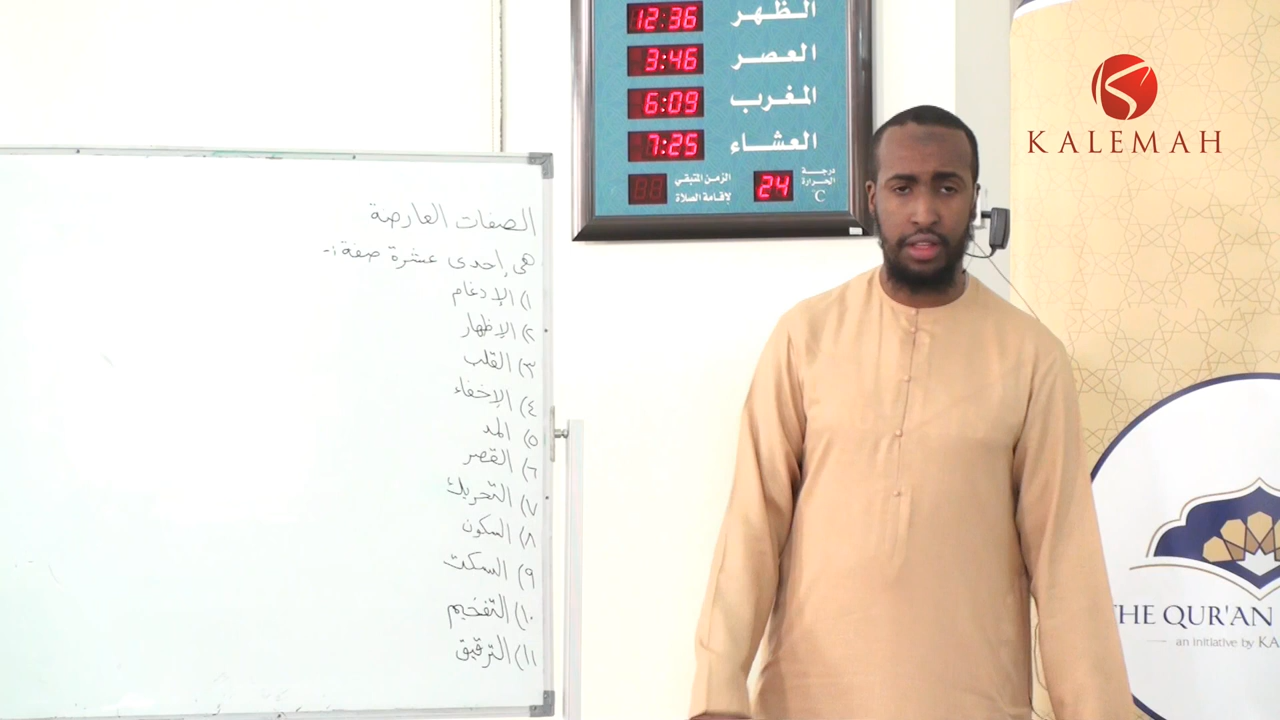 الصفات العارضة
هي إحدى عشرة صفة :-
١) الإدغام
٢) الإظهار
٣) القلب
٤) الإخفاء
٥) المد
٦) القصر
٧) التحريك
٨) السكون
٩) السكت
١٠) التفخيم
١١) الترقيق
الظهر 12:36
العصر 3:46
المغرب 6:09
العشاء 7:25
درجة الحرارة
24 °C
الزمن المتبقي
لاقامة الصلاة
KALEMAH
THE QUR'AN
an initiative by KA